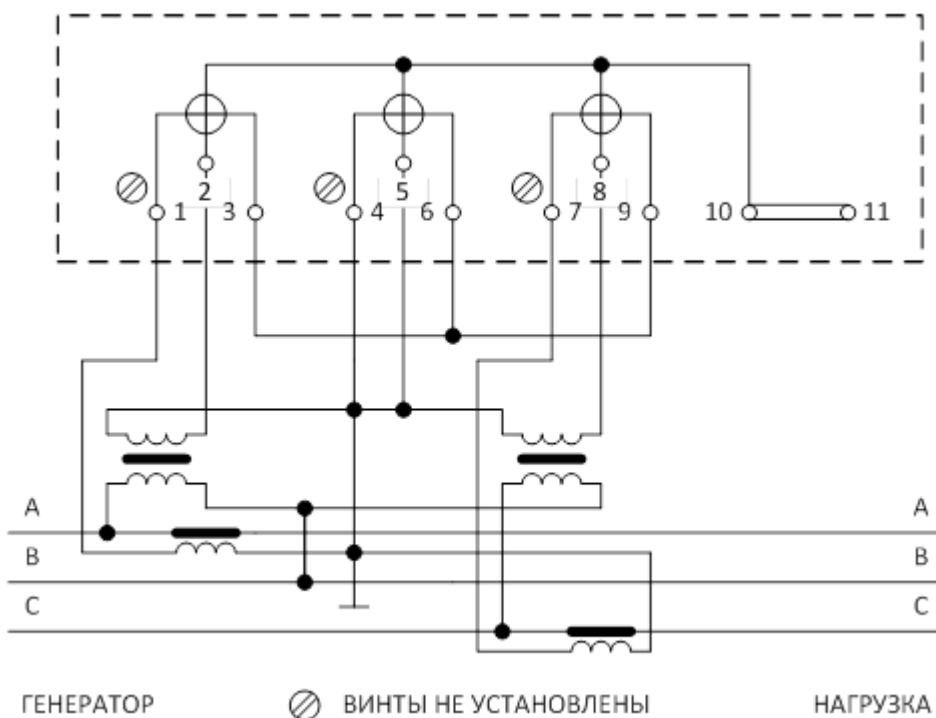 2 5 8
1 3 4 6 7 9 10 11
A A
B B
C C
ГЕНЕРАТОР ВИНТЫ НЕ УСТАНОВЛЕНЫ НАГРУЗКА